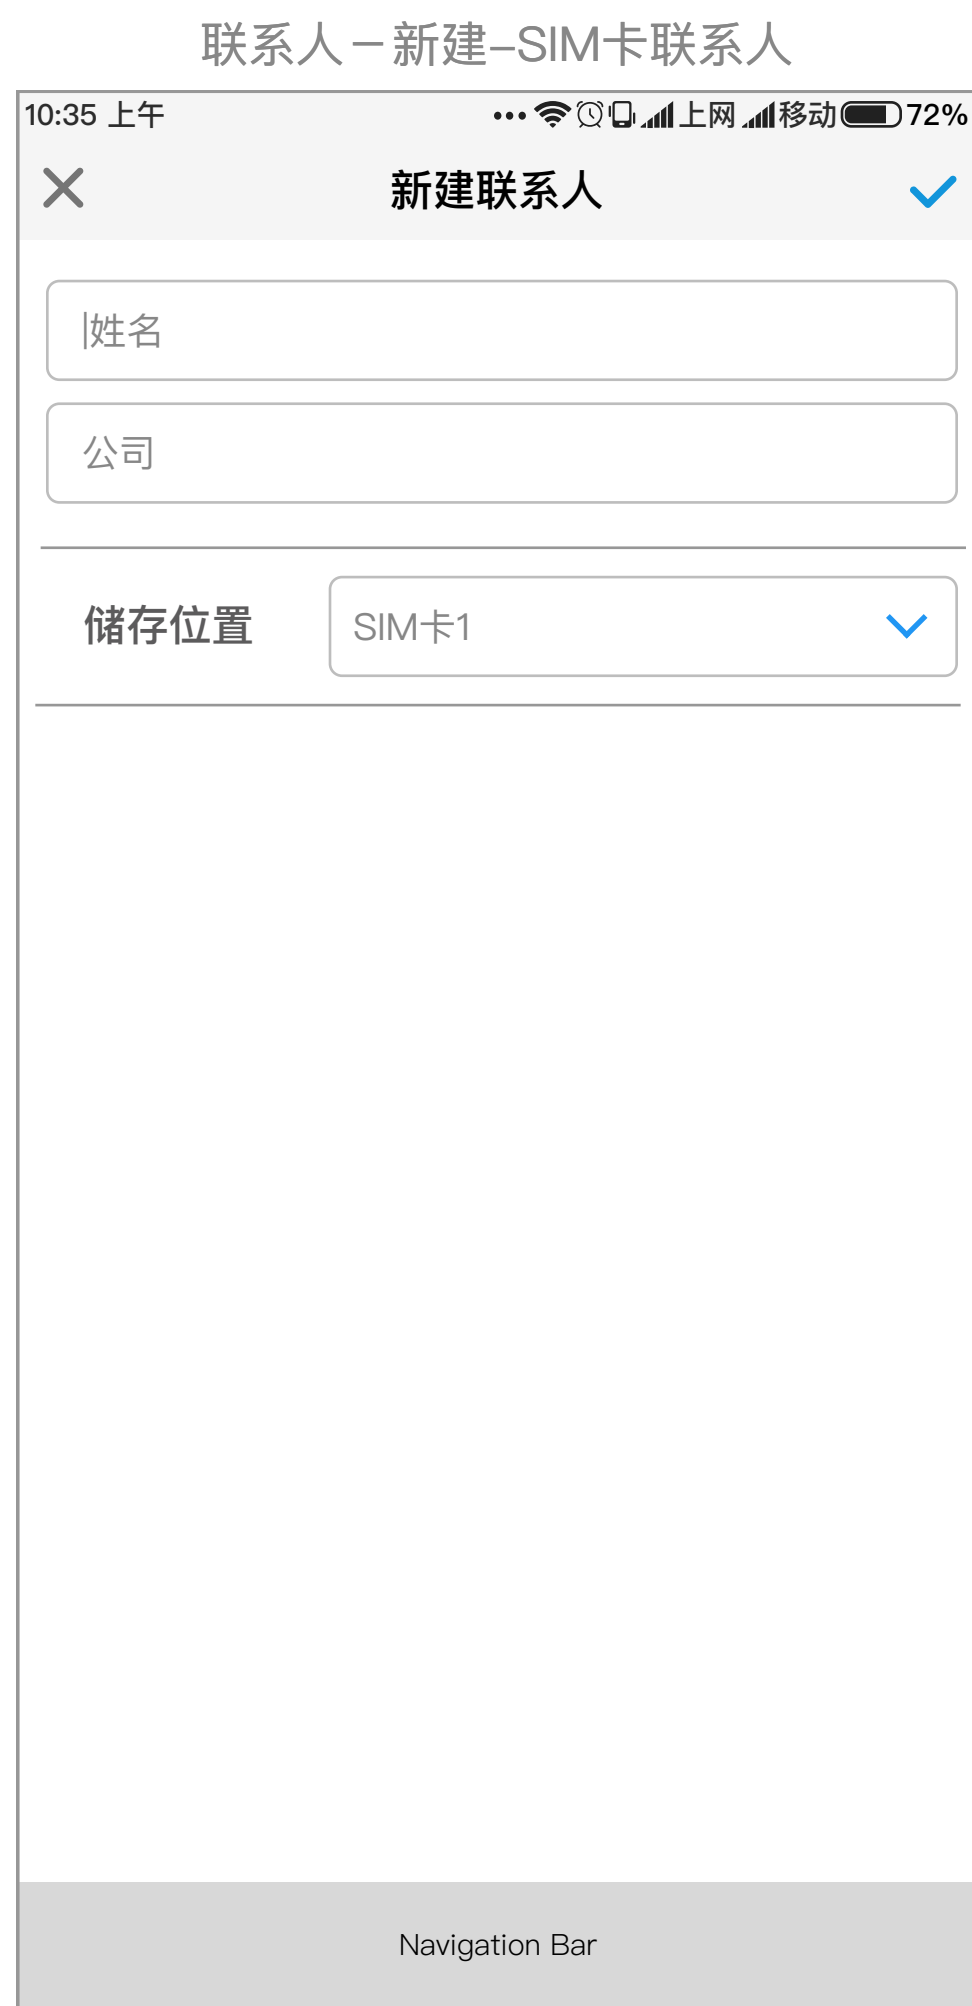 联系人－新建–SIM卡联系人
10:35 上午 上网 移动 72%
新建联系人
姓名
公司
储存位置 SIM卡1
Navigation Bar